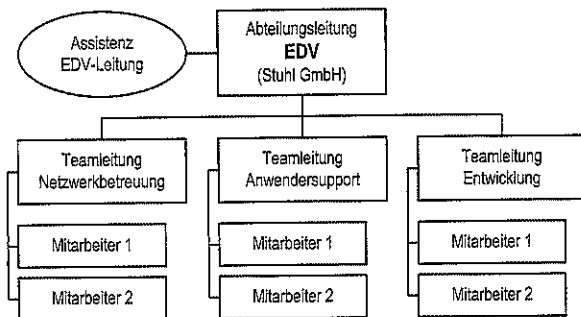 Assistenz
EDV-Leitung
Abteilungsleitung
EDV
(Stuhl GmbH)
Teamleitung
Netzwerkbetreuung
Mitarbeiter 1
Mitarbeiter 2
Teamleitung
Anwendersupport
Mitarbeiter 1
Mitarbeiter 2
Teamleitung
Entwicklung
Mitarbeiter 1
Mitarbeiter 2